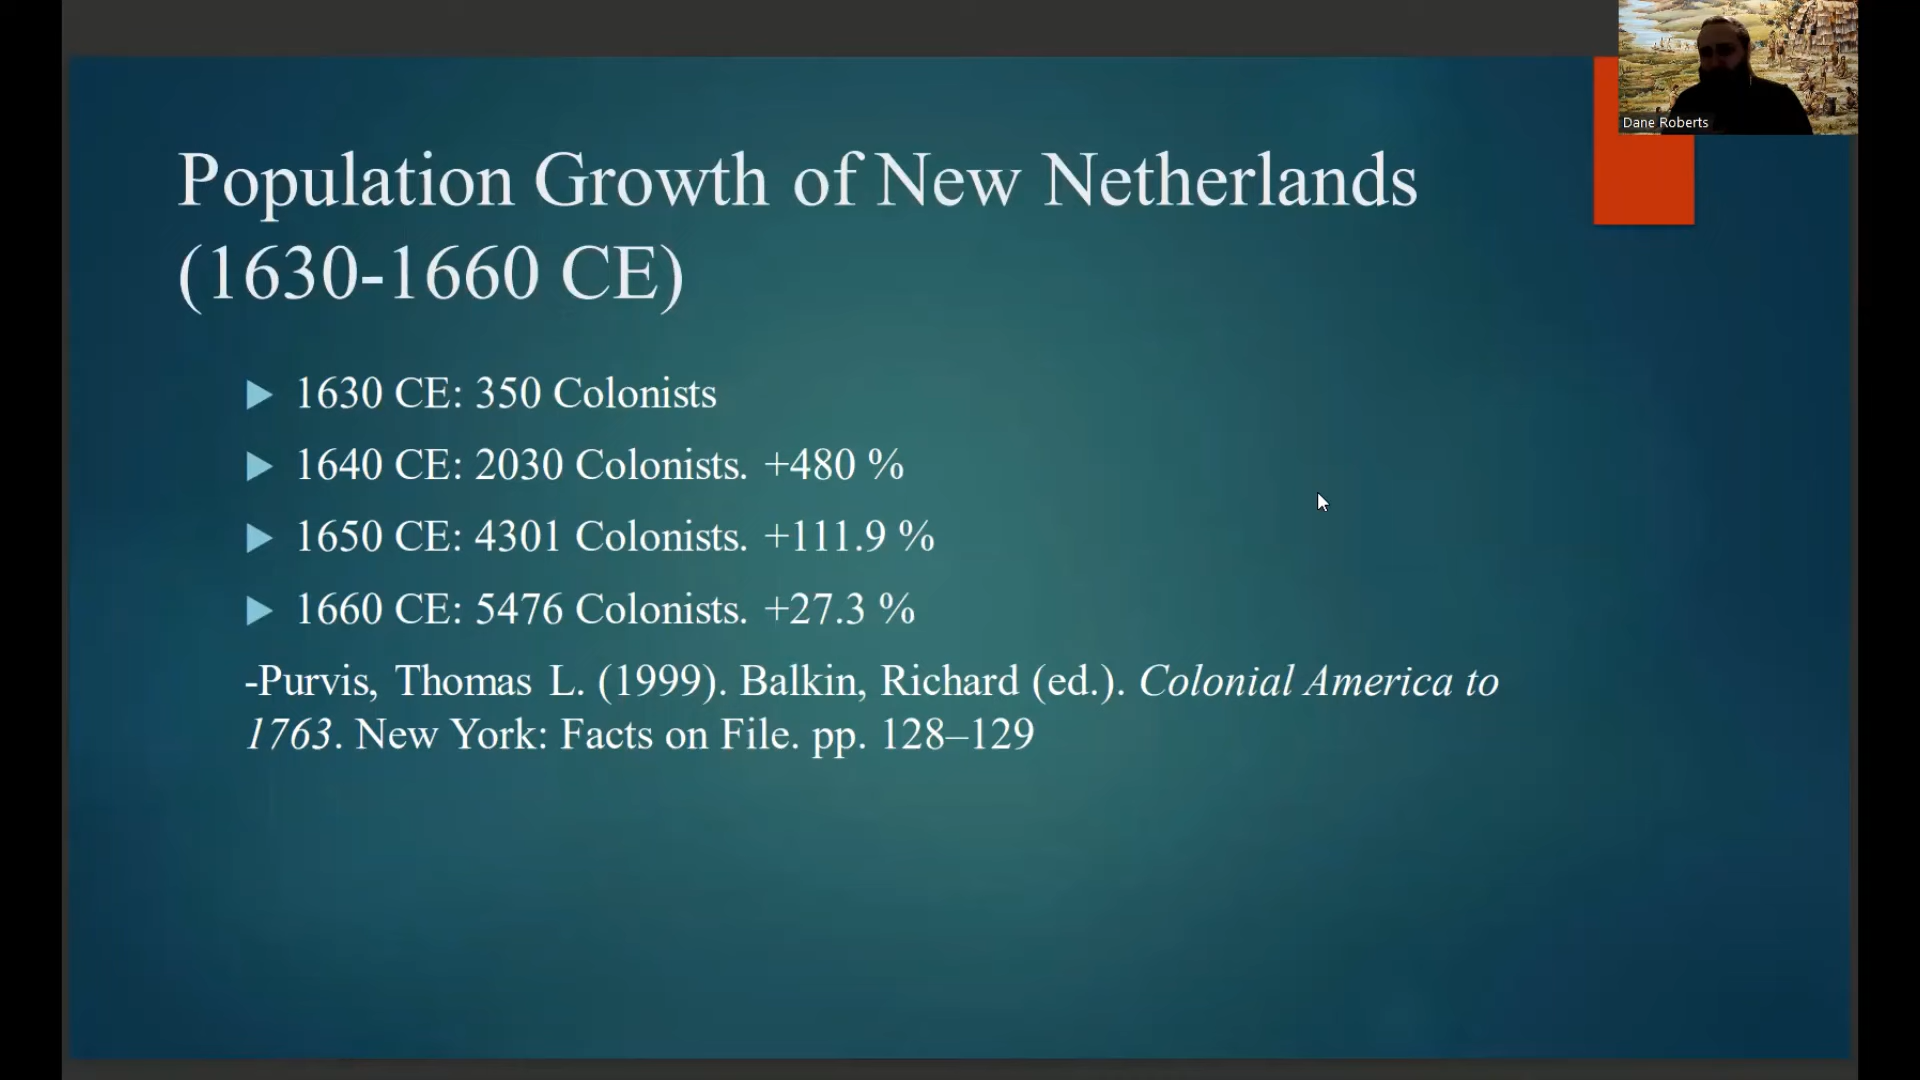 Dane Roberts
Population Growth of New Netherlands
(1630-1660 CE)
1630 CE: 350 Colonists
1640 CE: 2030 Colonists. +480 %
1650 CE: 4301 Colonists. +111.9 %
1660 CE: 5476 Colonists. +27.3 %
-Purvis, Thomas L. (1999). Balkin, Richard (ed.). Colonial America to
1763. New York: Facts on File. pp. 128–129